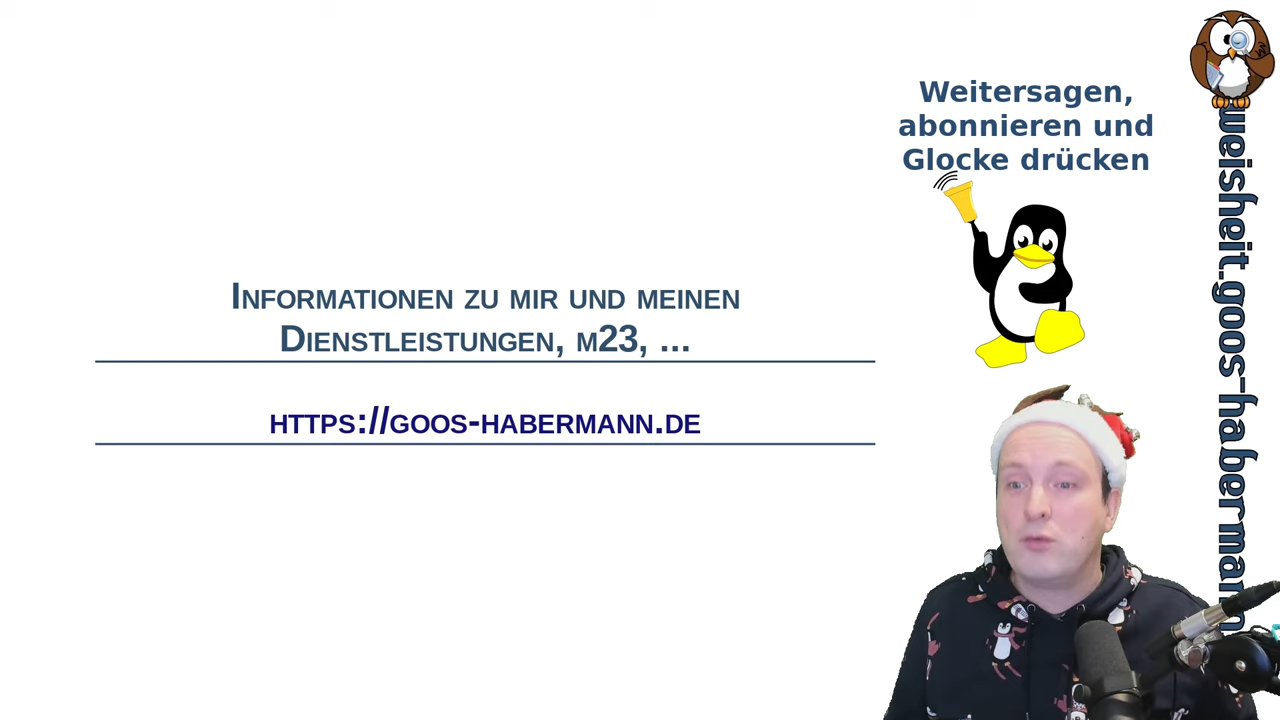 Weitersagen,
abonnieren und
Glocke drücken
Informationen zu mir und meinen
Dienstleistungen, m23, ...
https://goos-habermann.de
weisheit.goos-habermann